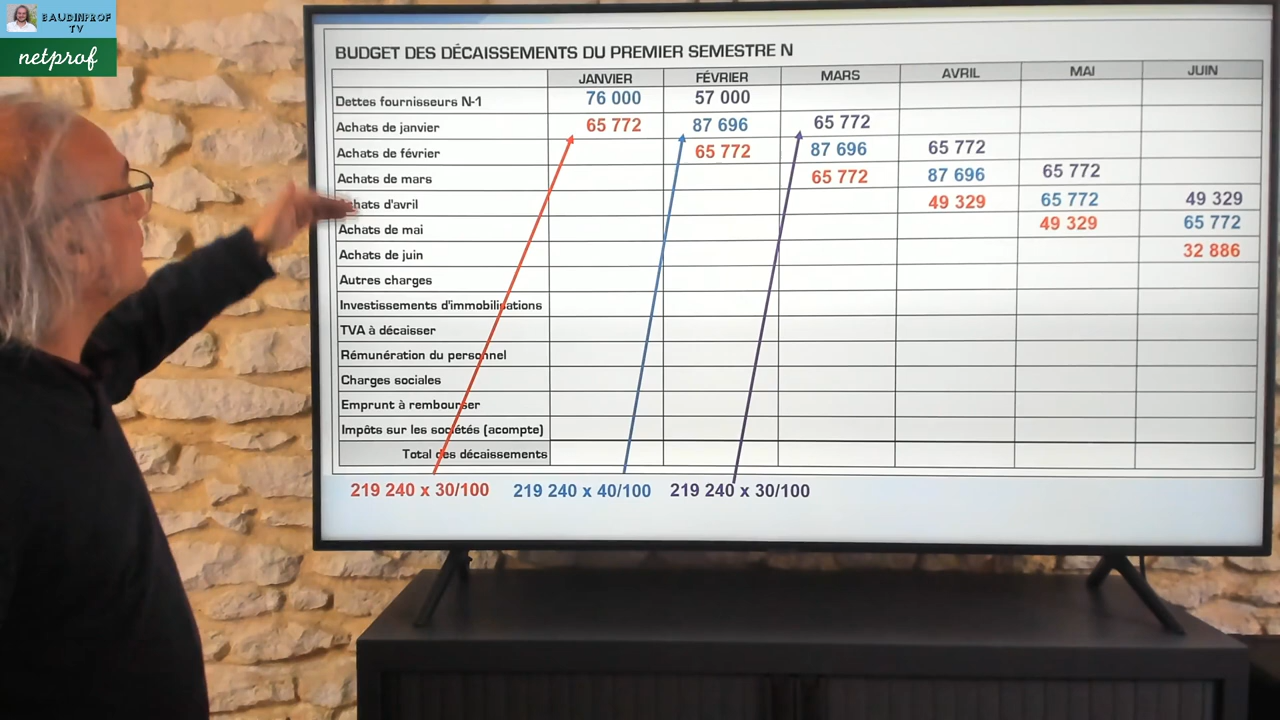 BAUDINPROF
TV
netprof
BUDGET DES DÉCAISSEMENTS DU PREMIER SEMESTRE N
JANVIER FÉVRIER MARS AVRIL MAI JUIN
Dettes fournisseurs N-1 76 000 57 000
Achats de janvier 65 772 87 696 65 772
Achats de février 65 772 87 696 65 772
Achats de mars 65 772 87 696 65 772
chats d'avril 49 329 65 772 49 329
Achats de mai 49 329 65 772
Achats de juin 32 886
Autres charges
Investissements d'immobilisations
TVA à décaisser
Rémunération du personnel
Charges sociales
Emprunt à rembourser
Impôts sur les sociétés (acompte)
Total des décaissements
219 240 x 30/100 219 240 x 40/100 219 240 x 30/100